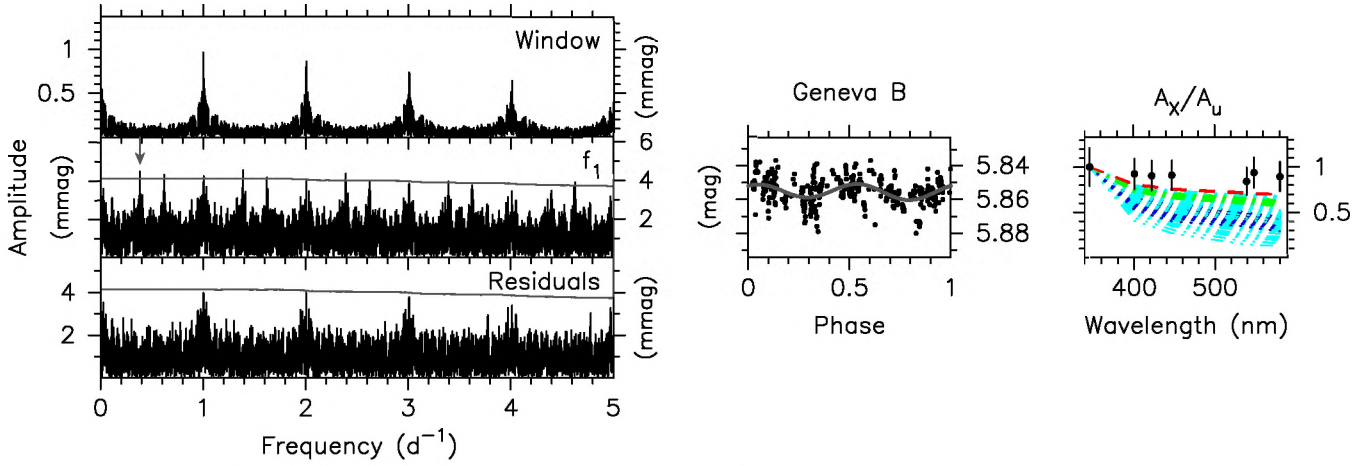 Window
1
0.5
(mmag)
f1
6
4
2
Amplitude
(mmag)
4
2
Residuals
4
2
(mmag)
0 1 2 3 4 5
Frequency (d−1)
Geneva B
(mag)
5.84
5.86
5.88
0 0.5 1
Phase
AX/Au
1
0.5
400 500
Wavelength (nm)